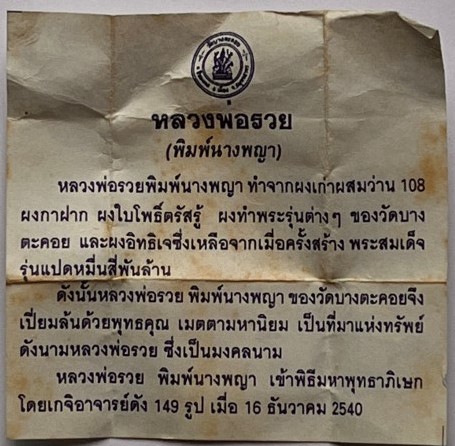 หลวงพ่อรวย
(พิมพ์นางพญา)
หลวงพ่อรวยพิมพ์นางพญา ทำจากผงเก่าผสมว่าน 108
ผงกาฝาก ผงใบโพธิ์ตรัสรู้ ผงทำพระรุ่นต่างๆ ของวัดบาง
ตะคอย และผงอิทธิเจซึ่งเหลือจากเมื่อครั้งสร้าง พระสมเด็จ
รุ่นแปดหมื่นสี่พันล้าน
ดังนั้นหลวงพ่อรวย พิมพ์นางพญา ของวัดบางตะคอยจึง
เปี่ยมล้นด้วยพุทธคุณ เมตตามหานิยม เป็นที่มาแห่งทรัพย์
ดังนามหลวงพ่อรวย ซึ่งเป็นมงคลนาม
หลวงพ่อรวย พิมพ์นางพญา เข้าพิธีมหาพุทธาภิเษก
โดยเกจิอาจารย์ดัง 149 รูป เมื่อ 16 ธันวาคม 2540